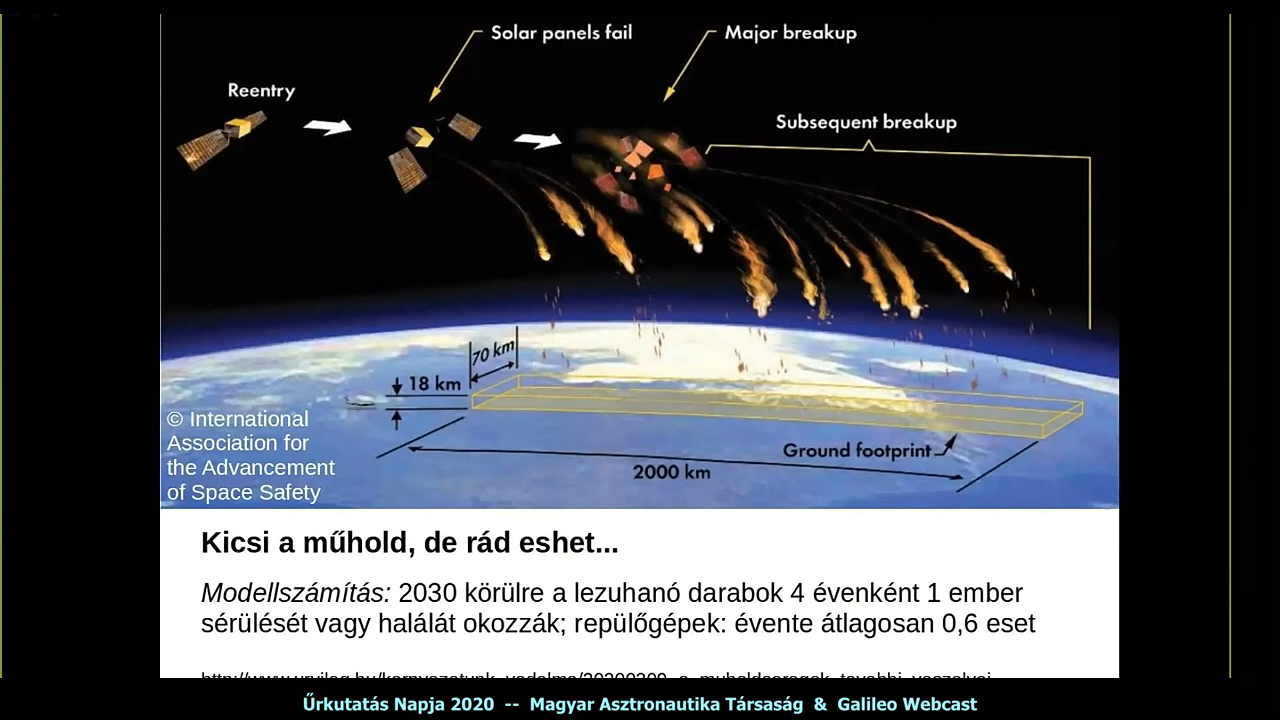 Solar panels fail
Major breakup
Reentry
Subsequent breakup
70 km
18 km
© International
Association for
the Advancement
of Space Safety
Ground footprint
2000 km
Kicsi a műhold, de rád eshet...
Modellszámítás: 2030 körülre a lezuhanó darabok 4 évenként 1 ember
sérülését vagy halálát okozzák; repülőgépek: évente átlagosan 0,6 eset
Űrkutatás Napja 2020 -- Magyar Asztronautika Társaság & Galileo Webcast